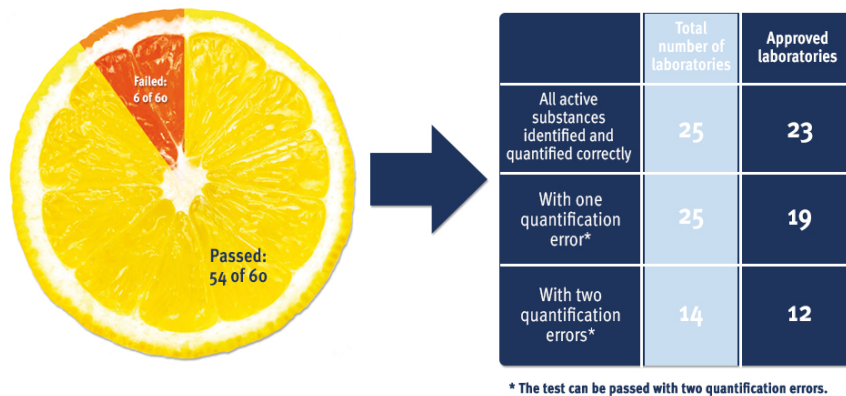 Failed:
6 of 60
Passed:
54 of 60
Total
number of
laboratories
Approved
laboratories
All active
substances
identified and
quantified correctly
25
23
With one
quantification
error*
25
19
With two
quantification
errors*
14
12
* The test can be passed with two quantification errors.